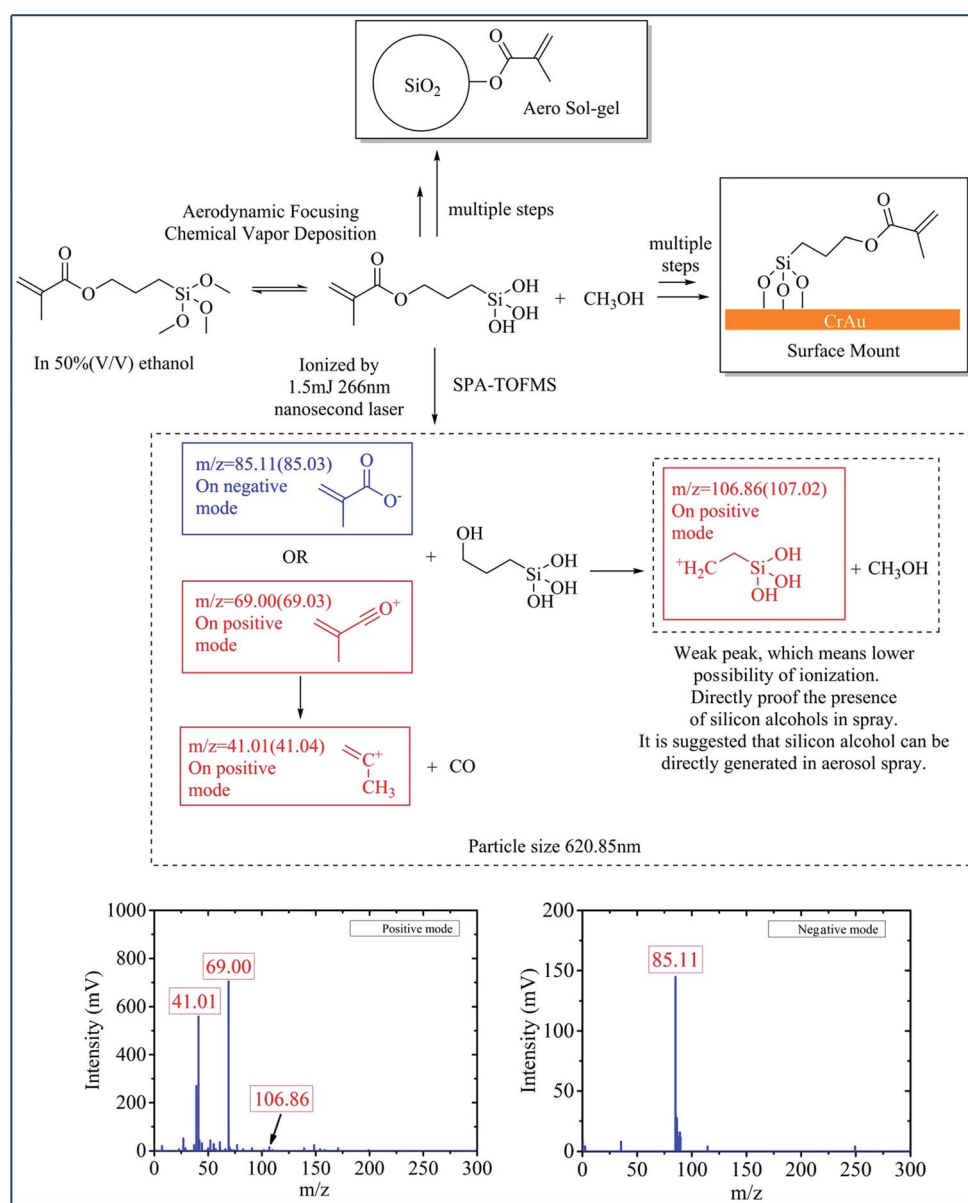 SiO2
O
O
Aero Sol-gel
Aerodynamic Focusing
Chemical Vapor Deposition
multiple steps
O
O
Si
O
O
O
In 50%(V/V) ethanol
O
O
Si
OH
OH
OH
+ CH3OH
multiple
steps
O
O
Si
O
O
O
CrAu
Surface Mount
Ionized by
1.5mJ 266nm
nanosecond laser
SPA-TOFMS
m/z=85.11(85.03)
On negative
mode
O
O-
OR
m/z=69.00(69.03)
On positive
mode
O+
+
OH
Si
OH
OH
OH
m/z=106.86(107.02)
On positive
mode
+H2C
Si
OH
OH
OH
+ CH3OH
Weak peak, which means lower
possibility of ionization.
Directly proof the presence
of silicon alcohols in spray.
It is suggested that silicon alcohol can be
directly generated in aerosol spray.
m/z=41.01(41.04)
On positive
mode
C+
CH3
+ CO
Particle size 620.85nm
1000
800
600
400
200
0
Intensity (mV)
Positive mode
69.00
41.01
106.86
0 50 100 150 200 250 300
m/z
200
150
100
50
0
Intensity (mV)
Negative mode
85.11
0 50 100 150 200 250 300
m/z